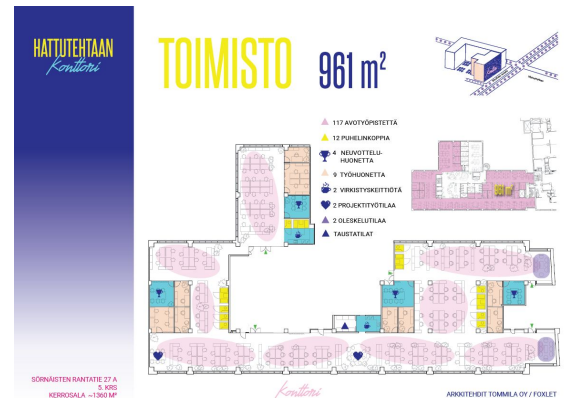 HATTUTEHTAAN
Konttori
TOIMISTO 961 m²
117 AVOTYÖPISTETTÄ
12 PUHELINKOPPIA
4 NEUVOTTELU-
HUONETTA
9 TYÖHUONETTA
2 VIRKISTYSKEITTIÖTÄ
2 PROJEKTITYÖTILAA
2 OLESKELUTILAA
TAUSTATILAT
SÖRNÄISTEN RANTATIE 27 A
5. KRS
KERROSALA ~1360 M²
Konttori
ARKKITEHDIT TOMMILA OY / FOXLET